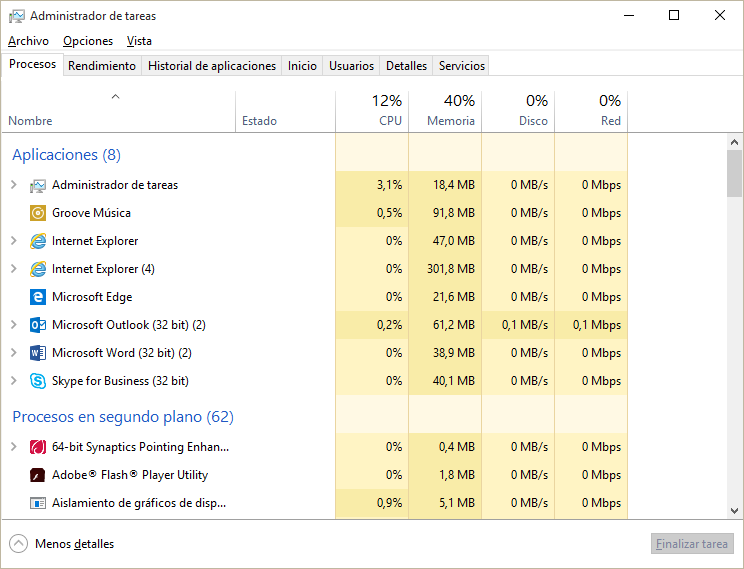 Administrador de tareas
Archivo Opciones Vista
Procesos Rendimiento Historial de aplicaciones Inicio Usuarios Detalles Servicios
12% 40% 0% 0%
Nombre Estado CPU Memoria Disco Red
Aplicaciones (8)
Administrador de tareas 3,1% 18,4 MB 0 MB/s 0 Mbps
Groove Música 0,5% 91,8 MB 0 MB/s 0 Mbps
Internet Explorer 0% 47,0 MB 0 MB/s 0 Mbps
Internet Explorer (4) 0% 301,8 MB 0 MB/s 0 Mbps
Microsoft Edge 0% 21,6 MB 0 MB/s 0 Mbps
Microsoft Outlook (32 bit) (2) 0,2% 61,2 MB 0,1 MB/s 0,1 Mbps
Microsoft Word (32 bit) (2) 0% 38,9 MB 0 MB/s 0 Mbps
Skype for Business (32 bit) 0% 40,1 MB 0 MB/s 0 Mbps
Procesos en segundo plano (62)
64-bit Synaptics Pointing Enhan... 0% 0,4 MB 0 MB/s 0 Mbps
Adobe® Flash® Player Utility 0% 1,8 MB 0 MB/s 0 Mbps
Aislamiento de gráficos de disp... 0,9% 5,1 MB 0 MB/s 0 Mbps
Menos detalles Finalizar tarea